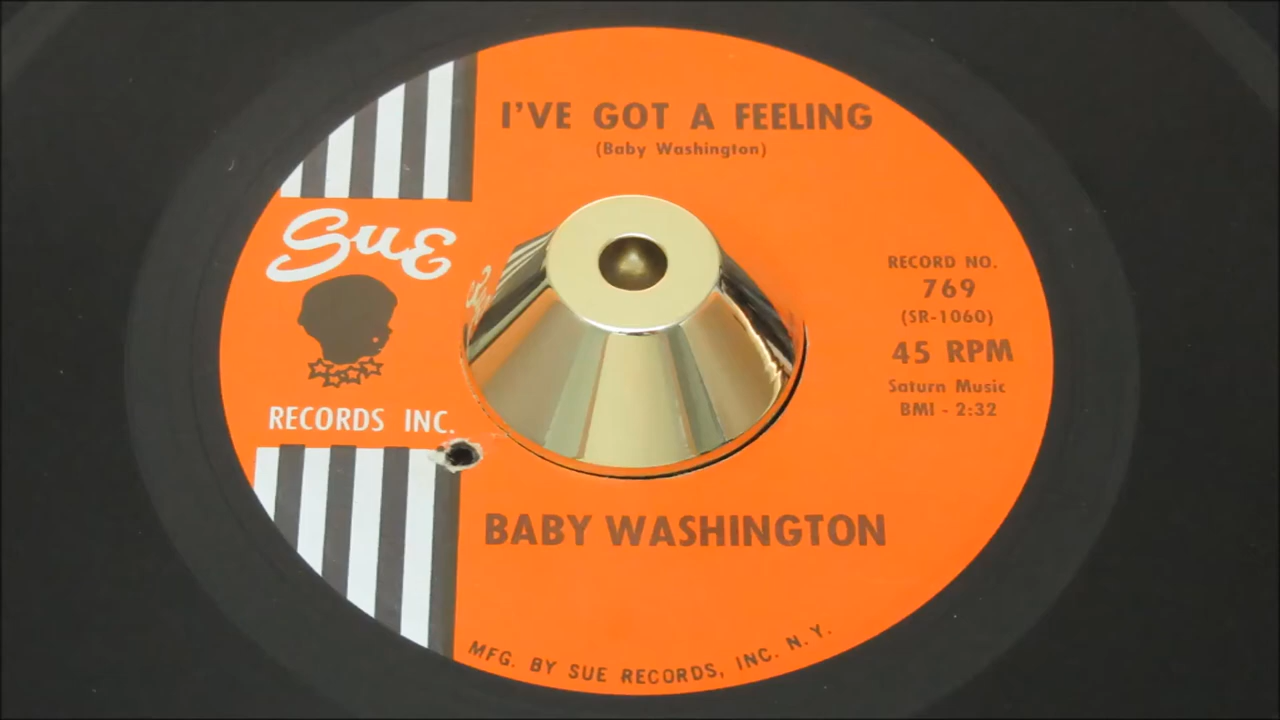 I'VE GOT A FEELING
(Baby Washington)
Sue
RECORDS INC.
RECORD NO.
769
(SR-1060)
45 RPM
Saturn Music
BMI - 2:32
BABY WASHINGTON
MFG. BY SUE RECORDS, INC. N. Y.